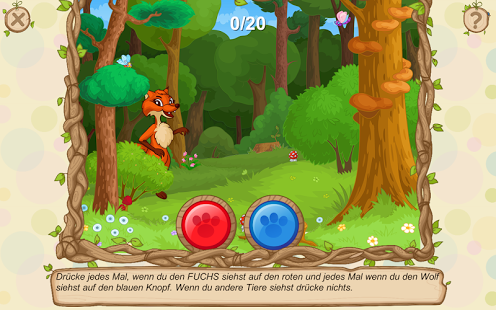 0/20
?
Drücke jedes Mal, wenn du den FUCHS siehst auf den roten und jedes Mal wenn du den Wolf
siehst auf den blauen Knopf. Wenn du andere Tiere siehst drücke nichts.